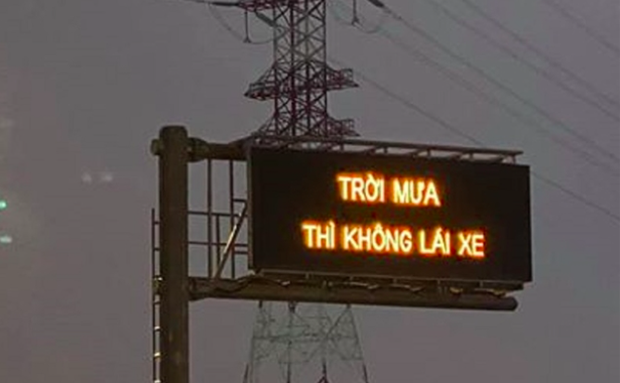 TRỜI MƯA
THÌ KHÔNG LÁI XE